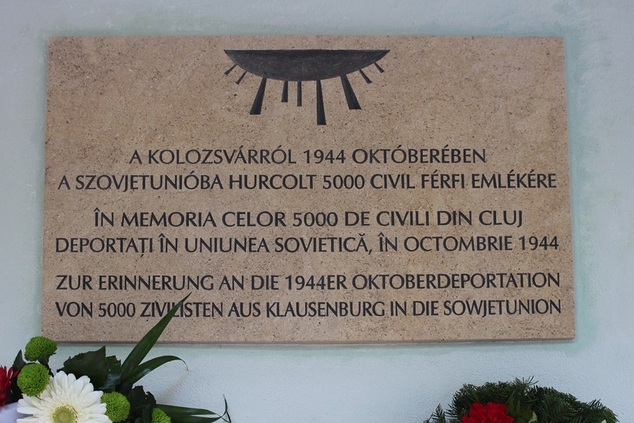 A KOLOZSVÁRRÓL 1944 OKTÓBERÉBEN
A SZOVJETUNIÓBA HURCOLT 5000 CIVIL FÉRFI EMLÉKÉRE
ÎN MEMORIA CELOR 5000 DE CIVILI DIN CLUJ
DEPORTAȚI ÎN UNIUNEA SOVIETICĂ, ÎN OCTOMBRIE 1944
ZUR ERINNERUNG AN DIE 1944ER OKTOBERDEPORTATION
VON 5000 ZIVILISTEN AUS KLAUSENBURG IN DIE SOWJETUNION